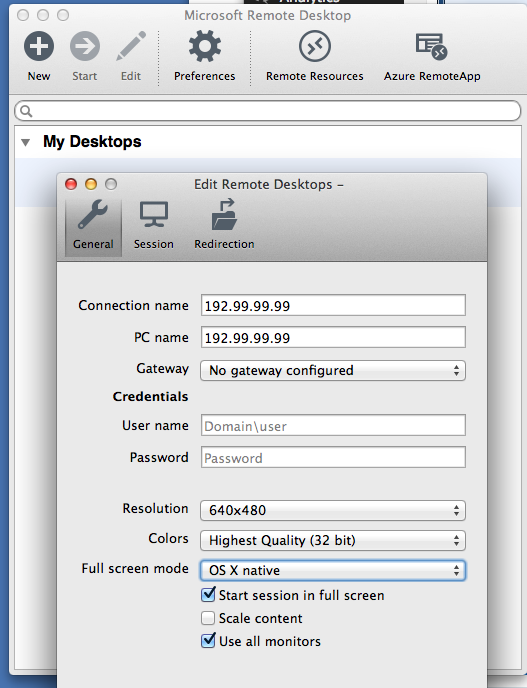 Analytics
Microsoft Remote Desktop
New Start Edit Preferences Remote Resources Azure RemoteApp
My Desktops
Edit Remote Desktops –
General Session Redirection
Connection name 192.99.99.99
PC name 192.99.99.99
Gateway No gateway configured
Credentials
User name Domain\user
Password Password
Resolution 640x480
Colors Highest Quality (32 bit)
Full screen mode OS X native
Start session in full screen
Scale content
Use all monitors